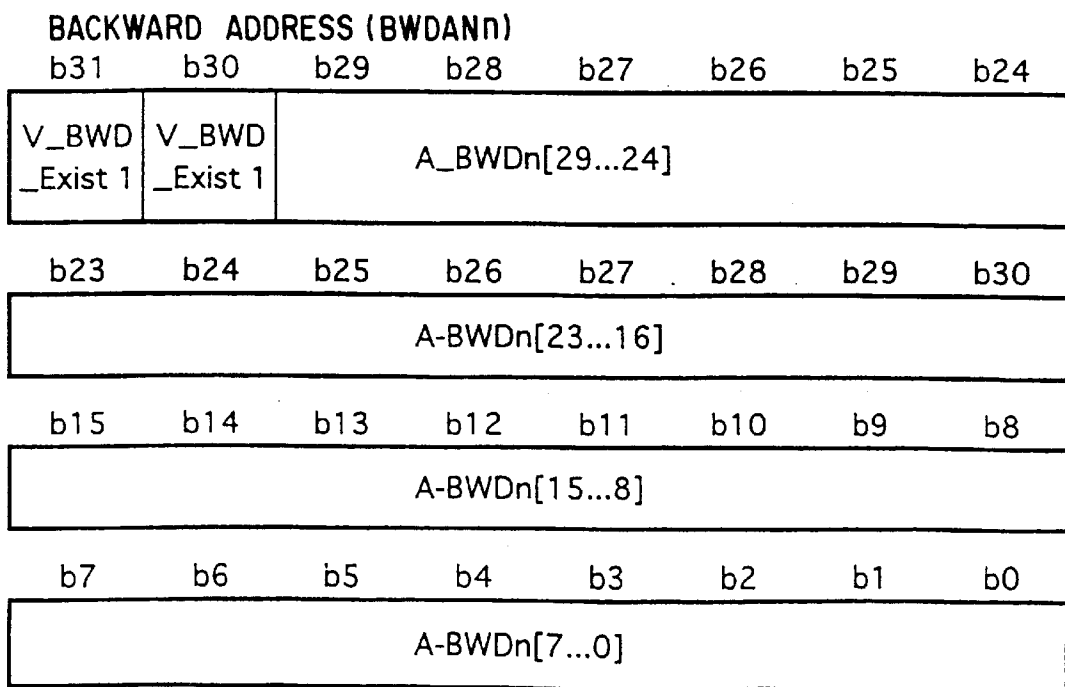 BACKWARD ADDRESS (BWDANn)
b31 b30 b29 b28 b27 b26 b25 b24
V_BWD V_BWD
_Exist 1 _Exist 1
A_BWDn[29...24]
b23 b24 b25 b26 b27 b28 b29 b30
A-BWDn[23...16]
b15 b14 b13 b12 b11 b10 b9 b8
A-BWDn[15...8]
b7 b6 b5 b4 b3 b2 b1 b0
A-BWDn[7...0]